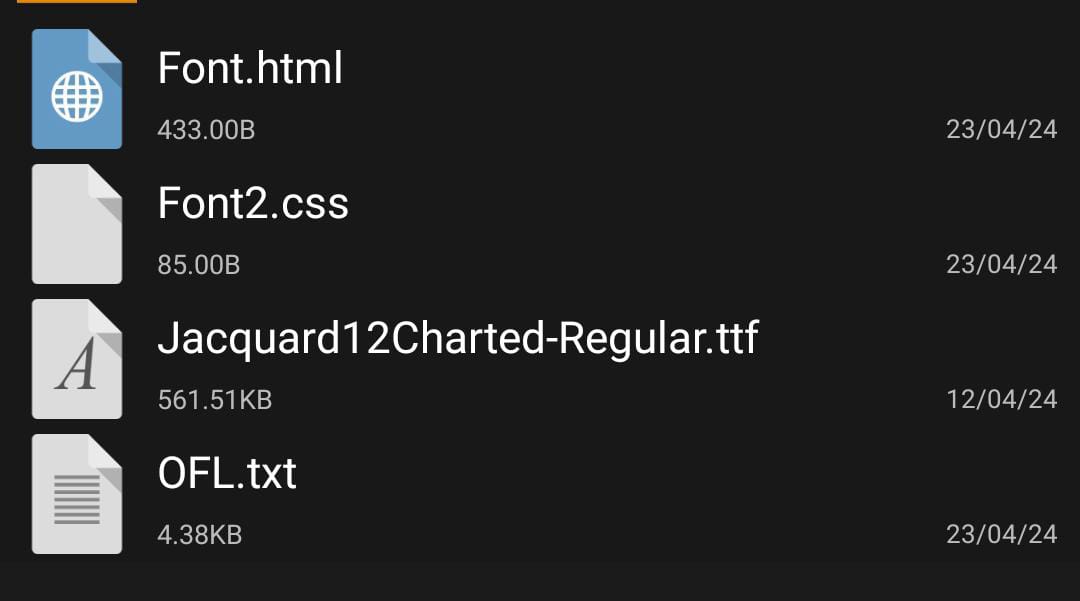 Font.html
433.00B 23/04/24
Font2.css
85.00B 23/04/24
Jacquard12Charted-Regular.ttf
561.51KB 12/04/24
OFL.txt
4.38KB 23/04/24